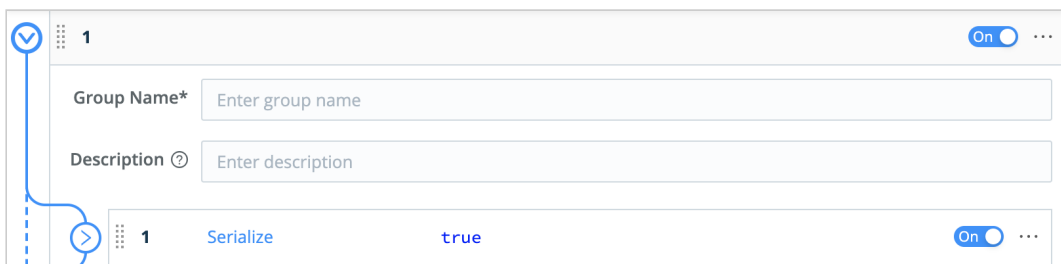 1 On ...
Group Name* Enter group name
Description ? Enter description
1 Serialize true On ...